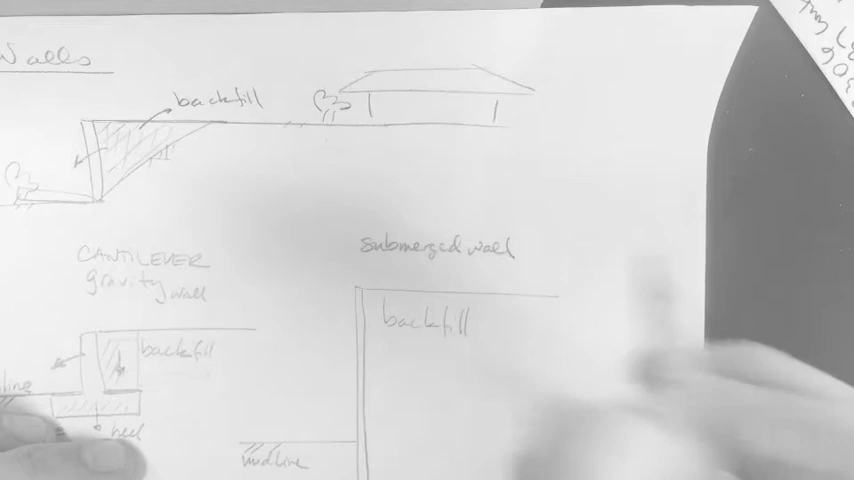 Walls
backfill
CANTILEVER
gravity wall
submerged wall
backfill
backfill
heel
mudline